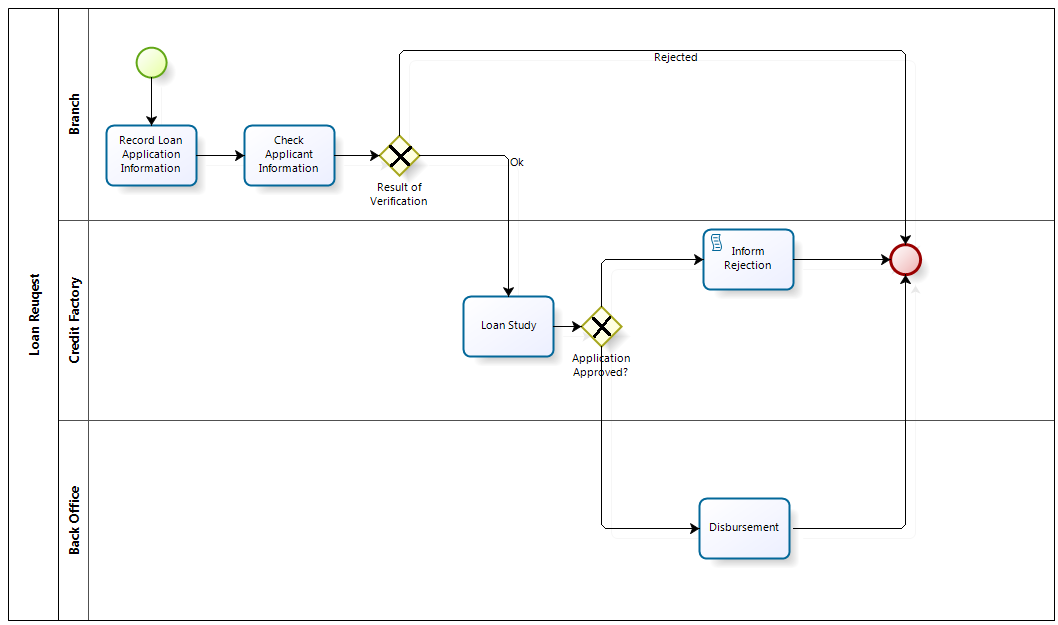 Loan Reuqest
Branch
Record Loan
Application
Information
Check
Applicant
Information
Result of
Verification
Rejected
Ok
Credit Factory
Loan Study
Application
Approved?
Inform
Rejection
Back Office
Disbursement